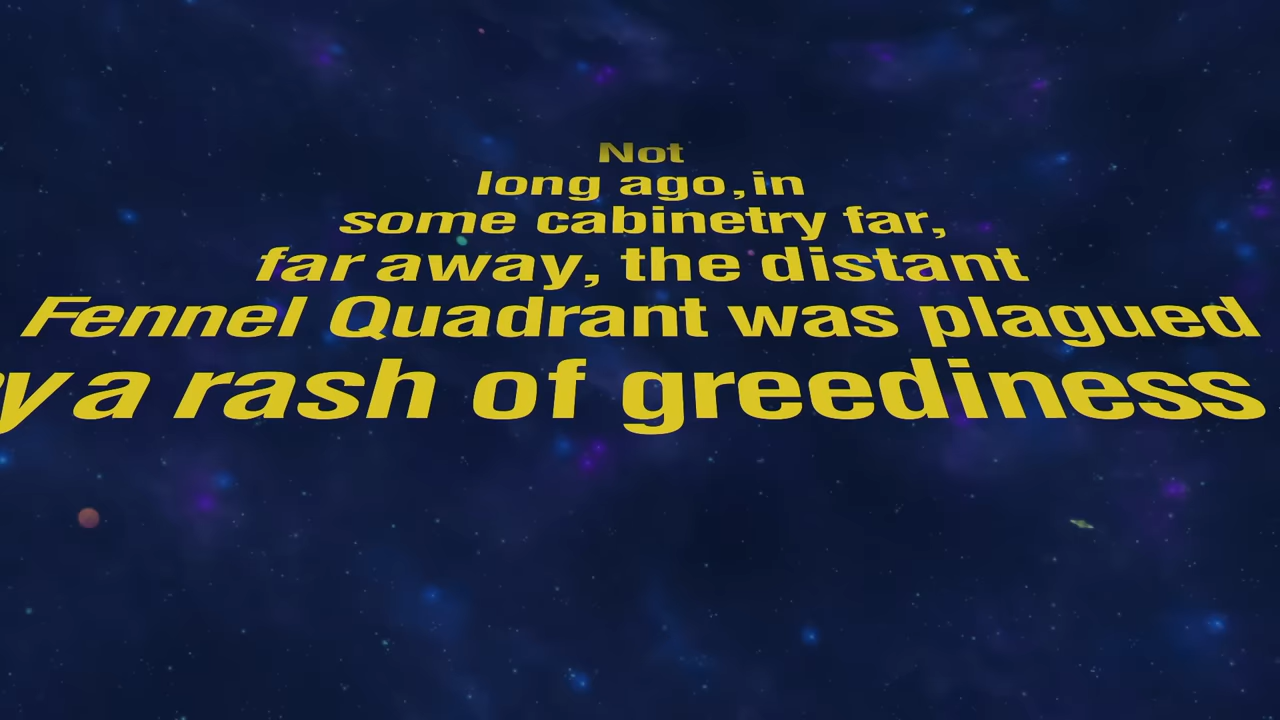 Not
long ago, in
some cabinetry far,
far away, the distant
Fennel Quadrant was plagued
a rash of greediness